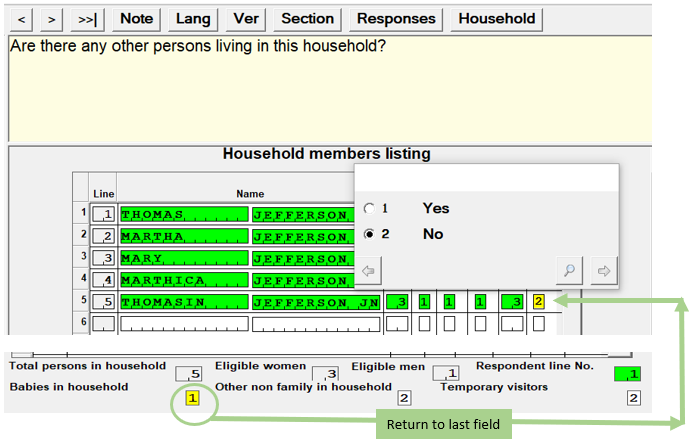 < > >>| Note Lang Ver Section Responses Household
Are there any other persons living in this household?
Household members listing
Line Name
1 1 THOMAS JEFFERSON
2 2 MARTHA JEFFERSON
3 3 MARY JEFFERSON
4 4 MARTHICA JEFFERSON
5 5 THOMASIN JEFFERSON JN 3 1 1 1 3 2
6
1 Yes
2 No
Total persons in household 5 Eligible women 3 Eligible men 1 Respondent line No. 1
Babies in household 1 Other non family in household 2 Temporary visitors 2
Return to last field